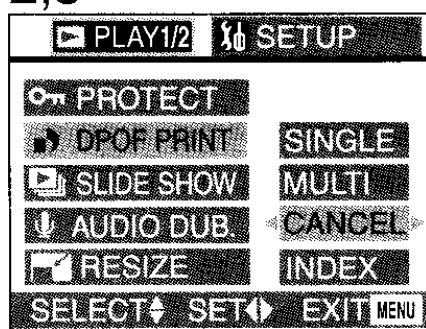 2,3
PLAY1/2 SETUP
PROTECT
DPOF PRINT SINGLE
SLIDE SHOW MULTI
AUDIO DUB. CANCEL
RESIZE INDEX
SELECT SET EXIT MENU